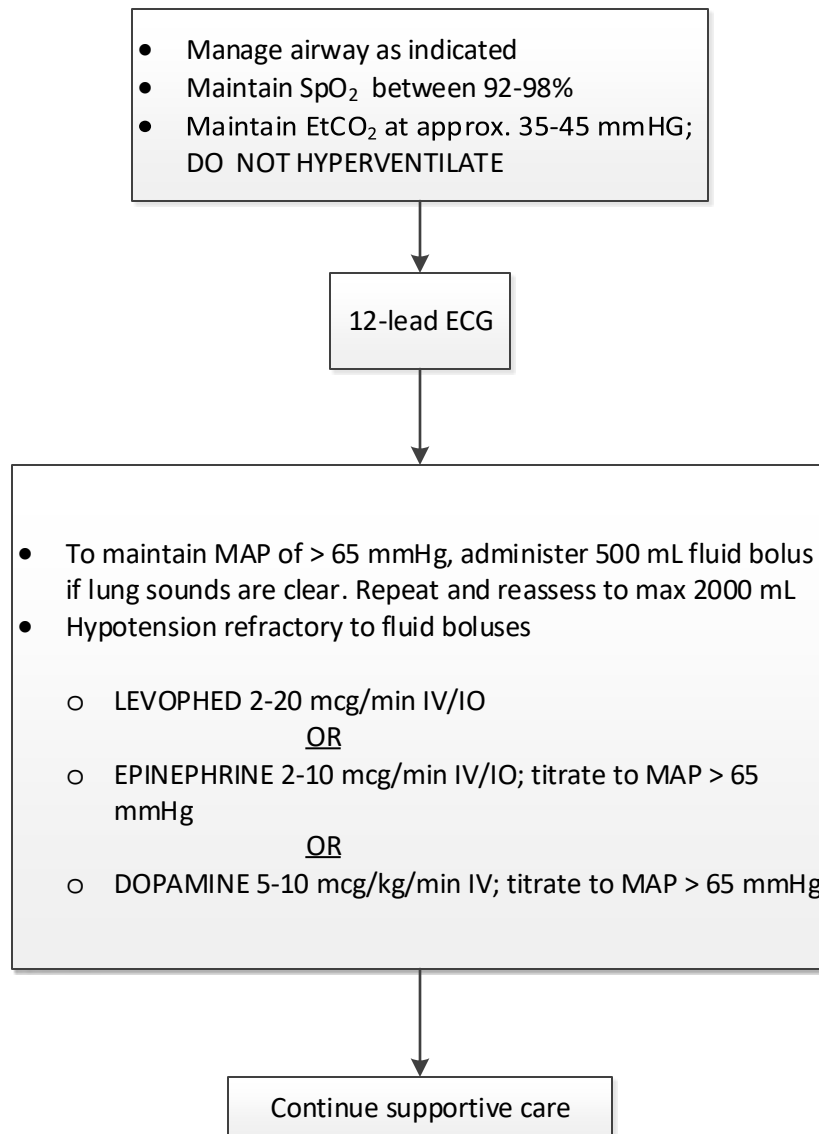 ● Manage airway as indicated
● Maintain SpO₂ between 92-98%
● Maintain EtCO₂ at approx. 35-45 mmHG;
DO NOT HYPERVENTILATE
12-lead ECG
● To maintain MAP of > 65 mmHg, administer 500 mL fluid bolus
if lung sounds are clear. Repeat and reassess to max 2000 mL
● Hypotension refractory to fluid boluses
o LEVOPHED 2-20 mcg/min IV/IO
OR
o EPINEPHRINE 2-10 mcg/min IV/IO; titrate to MAP > 65
mmHg
OR
o DOPAMINE 5-10 mcg/kg/min IV; titrate to MAP > 65 mmHg
Continue supportive care